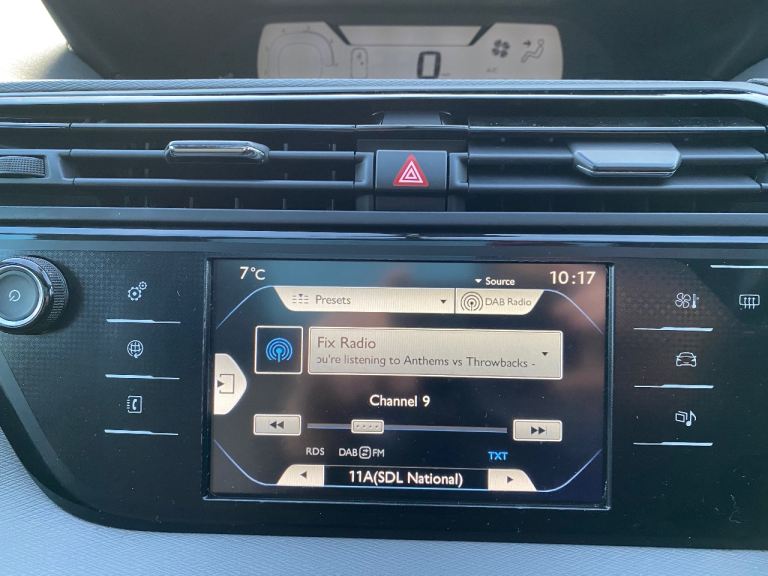 0
A/C
7°C
Source
10:17
Presets
DAB Radio
Fix Radio
ou're listening to Anthems vs Throwbacks -
Channel 9
RDS DAB FM TXT
11A(SDL National)